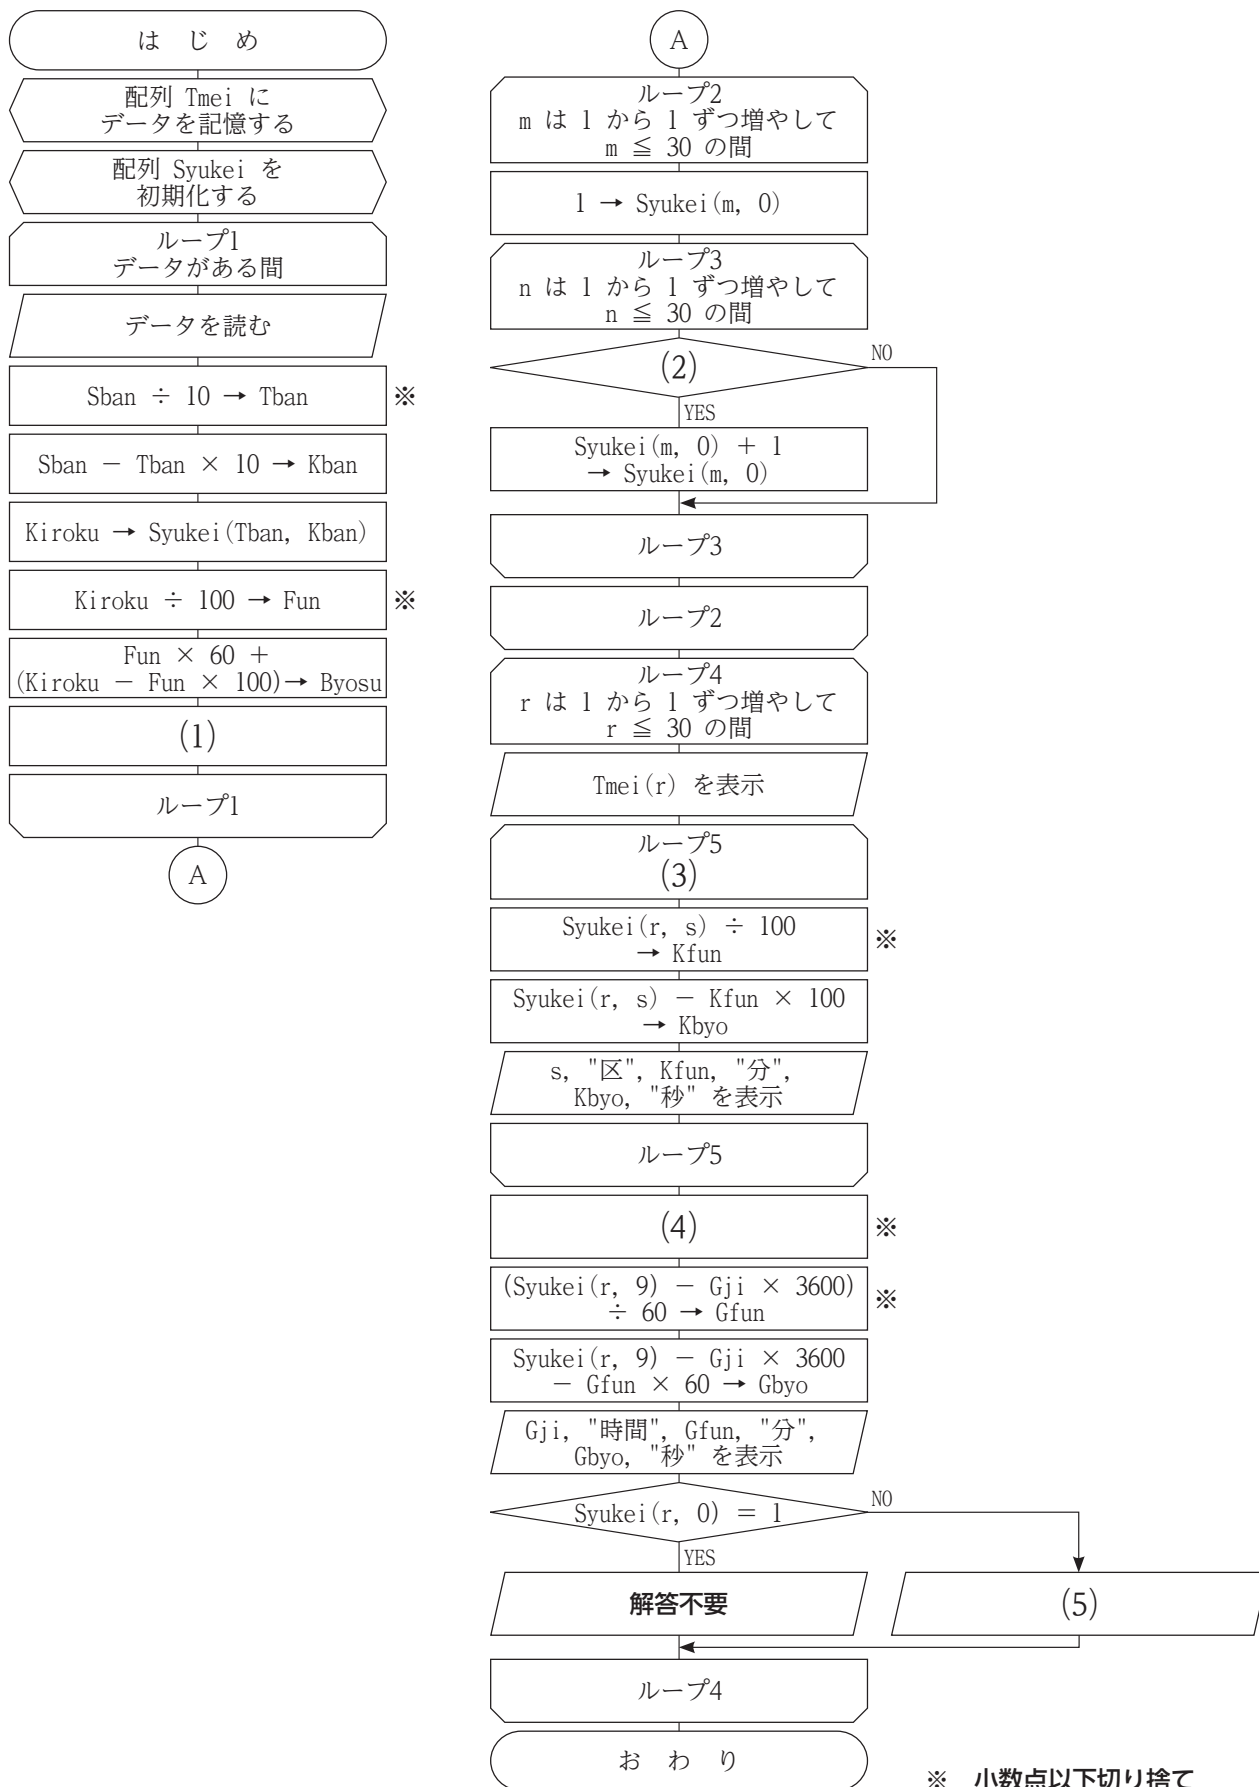 は じ め
配列 Tmei に
データを記憶する
配列 Syukei を
初期化する
ループ1
データがある間
データを読む
Sban ÷ 10 → Tban
※
Sban － Tban × 10 → Kban
Kiroku → Syukei(Tban, Kban)
Kiroku ÷ 100 → Fun
※
Fun × 60 ＋
(Kiroku － Fun × 100)→ Byosu
(1)
ループ1
A
A
ループ2
m は 1 から 1 ずつ増やして
m ≦ 30 の間
1 → Syukei(m, 0)
ループ3
n は 1 から 1 ずつ増やして
n ≦ 30 の間
(2)
NO
YES
Syukei(m, 0) ＋ 1
→ Syukei(m, 0)
ループ3
ループ2
ループ4
r は 1 から 1 ずつ増やして
r ≦ 30 の間
Tmei(r) を表示
ループ5
(3)
Syukei(r, s) ÷ 100
→ Kfun
※
Syukei(r, s) － Kfun × 100
→ Kbyo
s, "区", Kfun, "分",
Kbyo, "秒" を表示
ループ5
(4)
※
(Syukei(r, 9) － Gji × 3600)
÷ 60 → Gfun
※
Syukei(r, 9) － Gji × 3600
－ Gfun × 60 → Gbyo
Gji, "時間", Gfun, "分",
Gbyo, "秒" を表示
Syukei(r, 0) ＝ 1
NO
YES
解答不要
(5)
ループ4
お わ り
※ 小数点以下切り捨て